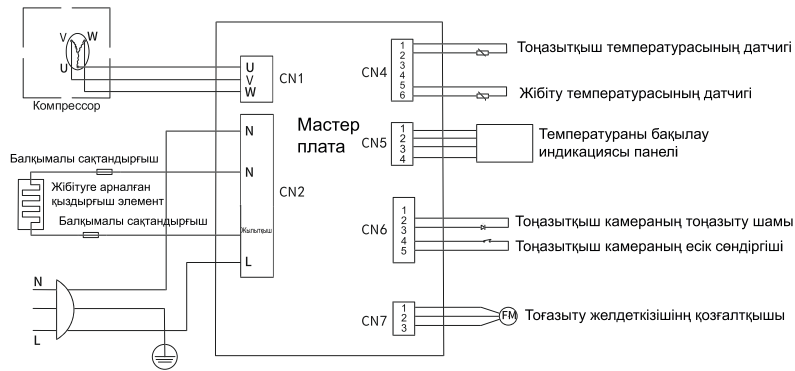 V W
U
Компрессор
U
V
W
CN1
Мастер
плата
N
N
CN2
Жылытқыш
L
Балқымалы сақтандырғыш
Жібітуге арналған
қыздырғыш элемент
Балқымалы сақтандырғыш
N
L
CN4
1
2
3
4
5
6
Тоңазытқыш температурасының датчигі
Жібіту температурасының датчигі
CN5
1
2
3
4
Температураны бақылау
индикациясы панелі
CN6
1
2
3
4
5
Тоңазытқыш камераның тоңазыту шамы
Тоңазытқыш камераның есік сөндіргіші
CN7
1
2
3
FM
Тоғазыту желдеткізішінң қозғалтқышы